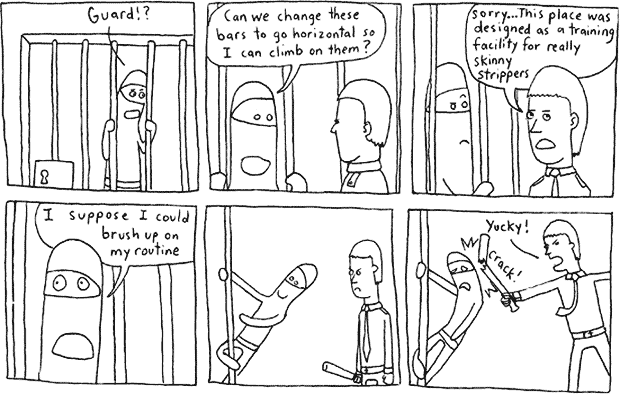 Guard!?
Can we change these
bars to go horizontal so
I can climb on them?
Sorry...This place was
designed as a training
facility for really
skinny
strippers
I suppose I could
brush up on
my routine
Yucky!
crack!